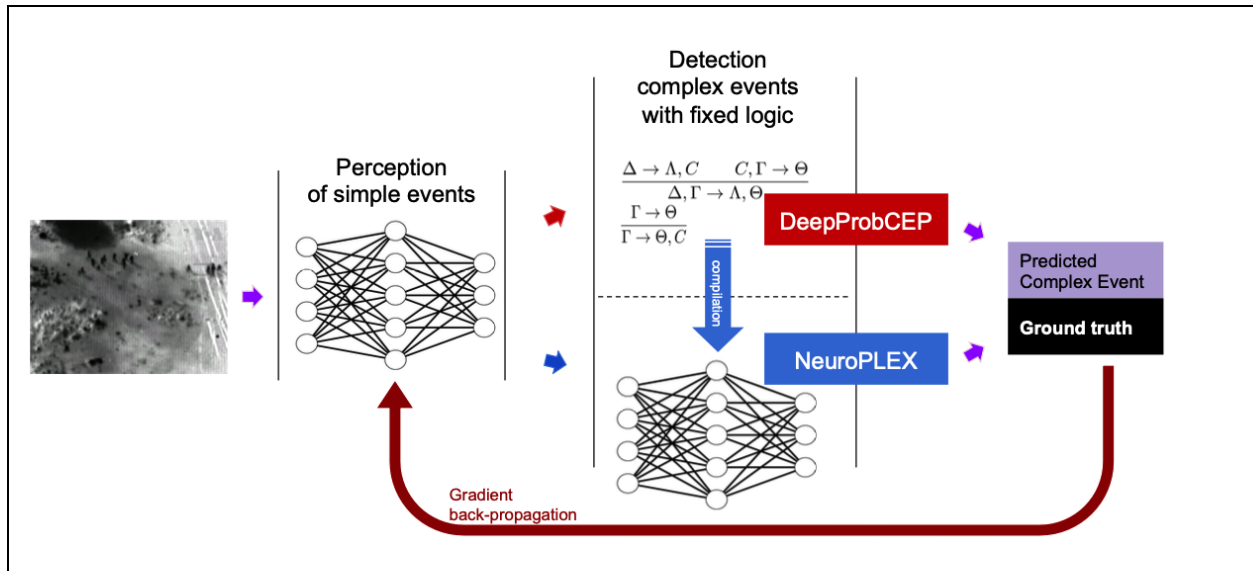 Detection
complex events
with fixed logic
Perception
of simple events
Δ → Λ, C C, Γ → Θ
Δ, Γ → Λ, Θ
Γ → Θ
Γ → Θ, C
DeepProbCEP
compilation
Predicted
Complex Event
Ground truth
NeuroPLEX
Gradient
back-propagation